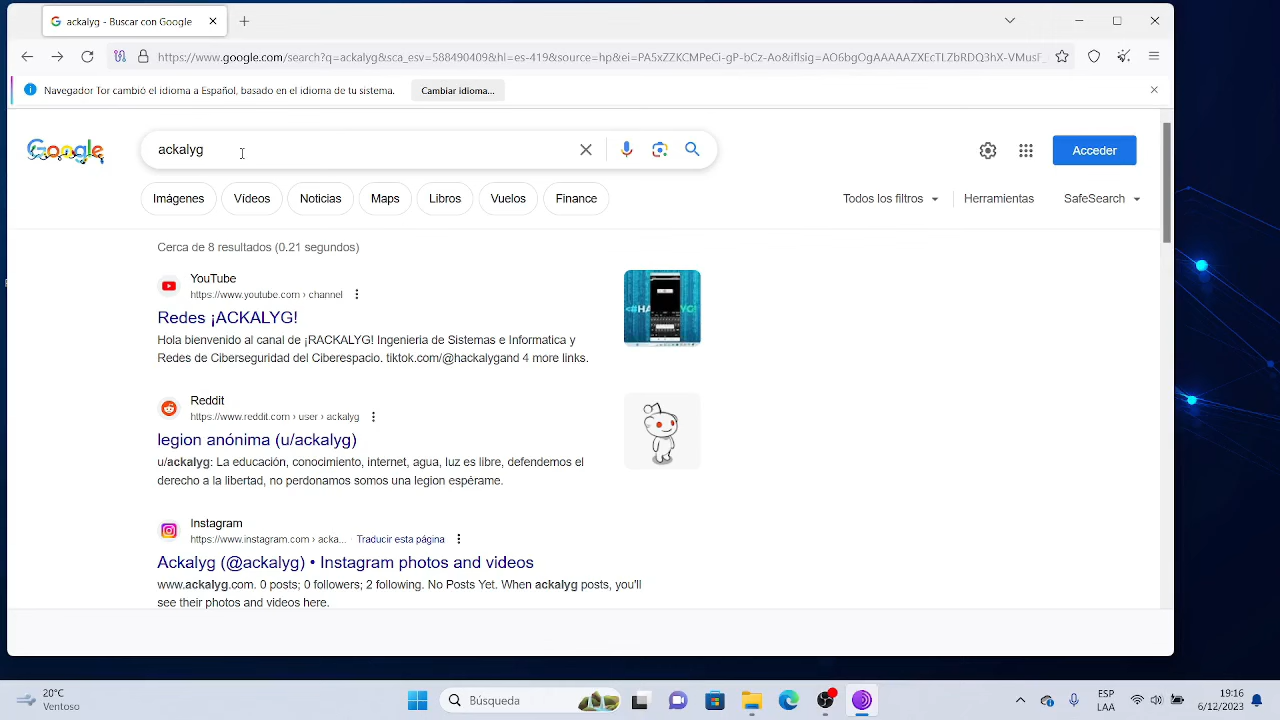 ackalyg - Buscar con Google
https://www.google.com/search?q=ackalyg&sca_esv=588490409&hl=es-419&source=hp&ei=PA5xZZKCMPeGi_gP-bCz-Ao&iflsig=AO6bgOgAAAAAZXEcTLZbRDQ3hX-VMusF_
Navegador Tor cambió el idioma a Español, basado en el idioma de tu sistema. Cambiar idioma...
Google ackalyg Acceder
Imágenes Videos Noticias Maps Libros Vuelos Finance Todos los filtros Herramientas SafeSearch
Cerca de 8 resultados (0.21 segundos)
YouTube
https://www.youtube.com › channel
Redes ¡ACKALYG!
Hola bienvenido al canal de ¡RACKALYG! Ingenieria de Sistemas e Informatica y
Redes de Ciberseguridad del Ciberespacio. tiktok.com/@hackalygand 4 more links.
Reddit
https://www.reddit.com › user › ackalyg
legion anónima (u/ackalyg)
u/ackalyg: La educación, conocimiento, internet, agua, luz es libre, defendemos el
derecho a la libertad, no perdonamos somos una legion espérame.
Instagram
https://www.instagram.com › acka... · Traducir esta página
Ackalyg (@ackalyg) • Instagram photos and videos
www.ackalyg.com. 0 posts; 0 followers; 2 following. No Posts Yet. When ackalyg posts, you'll
see their photos and videos here.
20°C
Ventoso
Búsqueda
ESP
LAA
19:16
6/12/2023